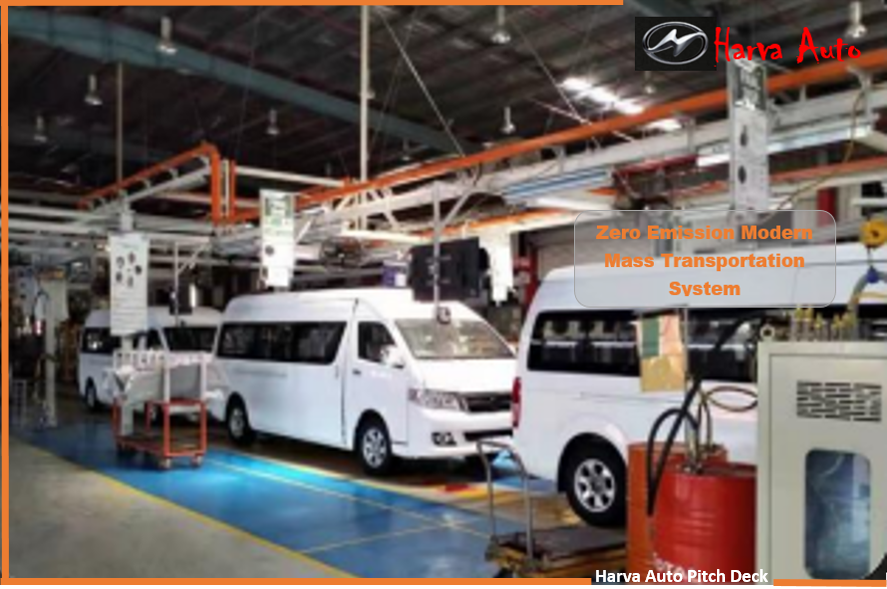 Harva Auto
Zero Emission Modern
Mass Transportation
System
Harva Auto Pitch Deck